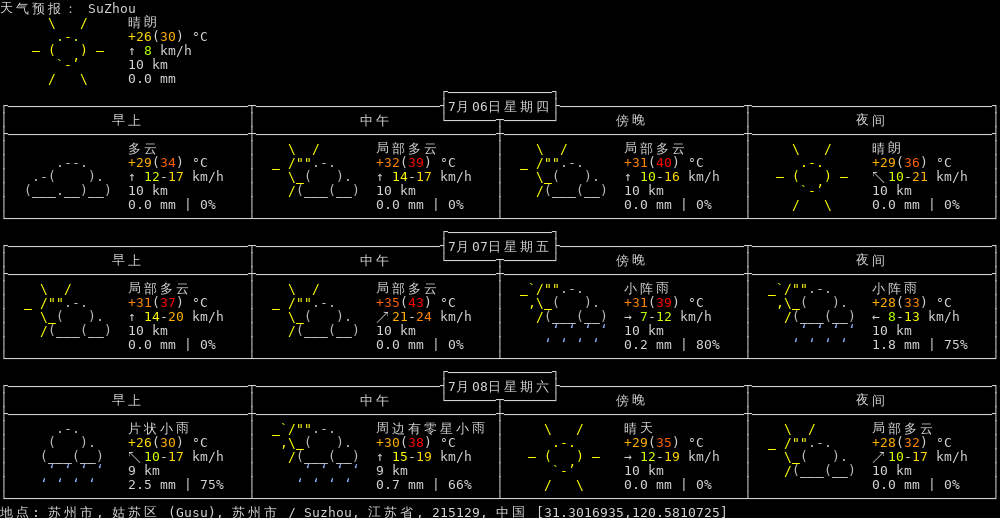 天气预报： SuZhou
晴朗
+26(30) °C
↑ 8 km/h
10 km
0.0 mm
7月06日星期四
早上 中午 傍晚 夜间
多云 局部多云 局部多云 晴朗
+29(34) °C +32(39) °C +31(40) °C +29(36) °C
↑ 12-17 km/h ↑ 14-17 km/h ↑ 10-16 km/h ↖ 10-21 km/h
10 km 10 km 10 km 10 km
0.0 mm | 0% 0.0 mm | 0% 0.0 mm | 0% 0.0 mm | 0%
7月07日星期五
早上 中午 傍晚 夜间
局部多云 局部多云 小阵雨 小阵雨
+31(37) °C +35(43) °C +31(39) °C +28(33) °C
↑ 14-20 km/h ↗ 21-24 km/h → 7-12 km/h ← 8-13 km/h
10 km 10 km 10 km 10 km
0.0 mm | 0% 0.0 mm | 0% 0.2 mm | 80% 1.8 mm | 75%
7月08日星期六
早上 中午 傍晚 夜间
片状小雨 周边有零星小雨 晴天 局部多云
+26(30) °C +30(38) °C +29(35) °C +28(32) °C
↖ 10-17 km/h ↑ 15-19 km/h → 12-19 km/h ↗ 10-17 km/h
9 km 9 km 10 km 10 km
2.5 mm | 75% 0.7 mm | 66% 0.0 mm | 0% 0.0 mm | 0%
地点: 苏州市, 姑苏区 (Gusu), 苏州市 / Suzhou, 江苏省, 215129, 中国 [31.3016935,120.5810725]